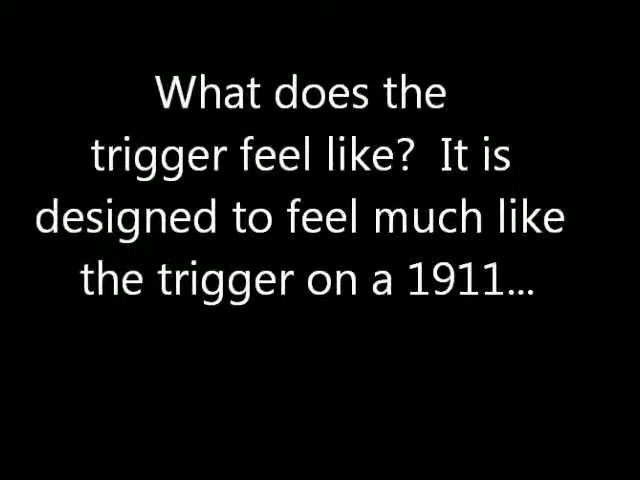 What does the
trigger feel like?  It is
designed to feel much like
the trigger on a 1911...